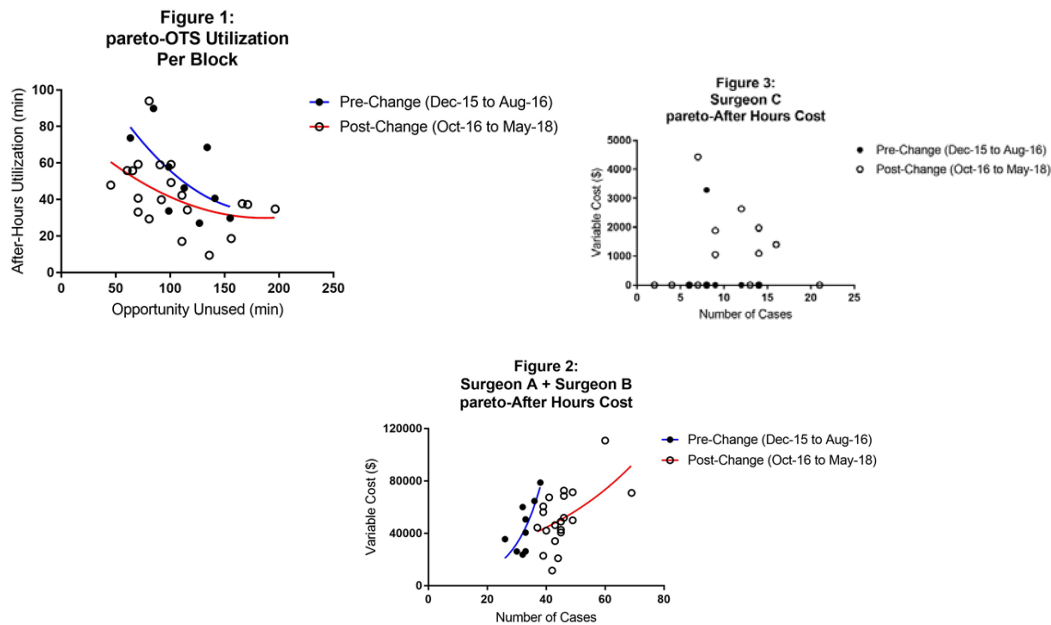 Figure 1:
pareto-OTS Utilization
Per Block
After-Hours Utilization (min)
100
80
60
40
20
0
0 50 100 150 200 250
Opportunity Unused (min)
Pre-Change (Dec-15 to Aug-16)
Post-Change (Oct-16 to May-18)
Figure 3:
Surgeon C
pareto-After Hours Cost
Variable Cost ($)
5000
4000
3000
2000
1000
0
0 5 10 15 20 25
Number of Cases
Pre-Change (Dec-15 to Aug-16)
Post-Change (Oct-16 to May-18)
Figure 2:
Surgeon A + Surgeon B
pareto-After Hours Cost
Variable Cost ($)
120000
80000
40000
0
0 20 40 60 80
Number of Cases
Pre-Change (Dec-15 to Aug-16)
Post-Change (Oct-16 to May-18)